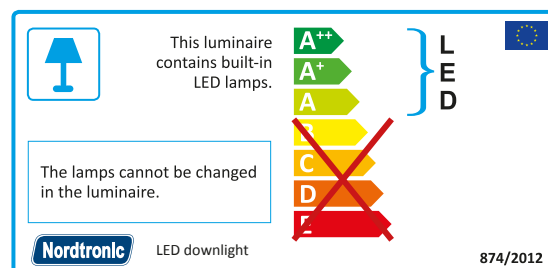 This luminaire
contains built-in
LED lamps.
A++
A+
A
B
C
D
E
L
E
D
The lamps cannot be changed
in the luminaire.
Nordtronic
LED downlight
874/2012